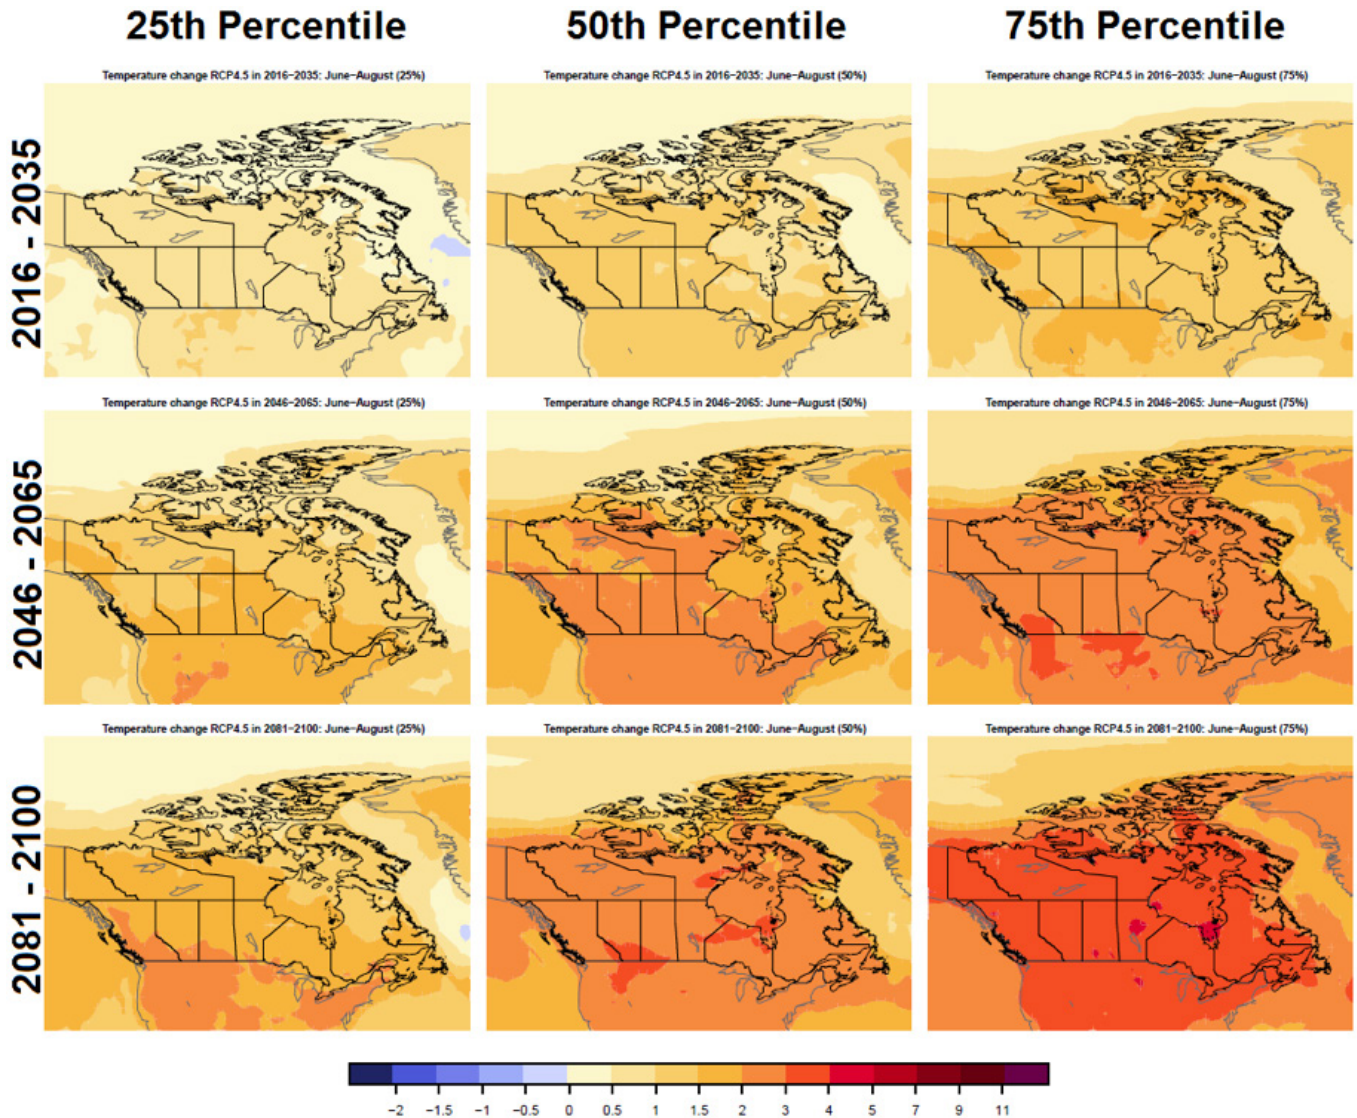 25th Percentile 50th Percentile 75th Percentile
Temperature change RCP4.5 in 2016−2035: June−August (25%) Temperature change RCP4.5 in 2016−2035: June−August (50%) Temperature change RCP4.5 in 2016−2035: June−August (75%)
2016 - 2035
Temperature change RCP4.5 in 2046−2065: June−August (25%) Temperature change RCP4.5 in 2046−2065: June−August (50%) Temperature change RCP4.5 in 2046−2065: June−August (75%)
2046 - 2065
Temperature change RCP4.5 in 2081−2100: June−August (25%) Temperature change RCP4.5 in 2081−2100: June−August (50%) Temperature change RCP4.5 in 2081−2100: June−August (75%)
2081 - 2100
−2 −1.5 −1 −0.5 0 0.5 1 1.5 2 3 4 5 7 9 11